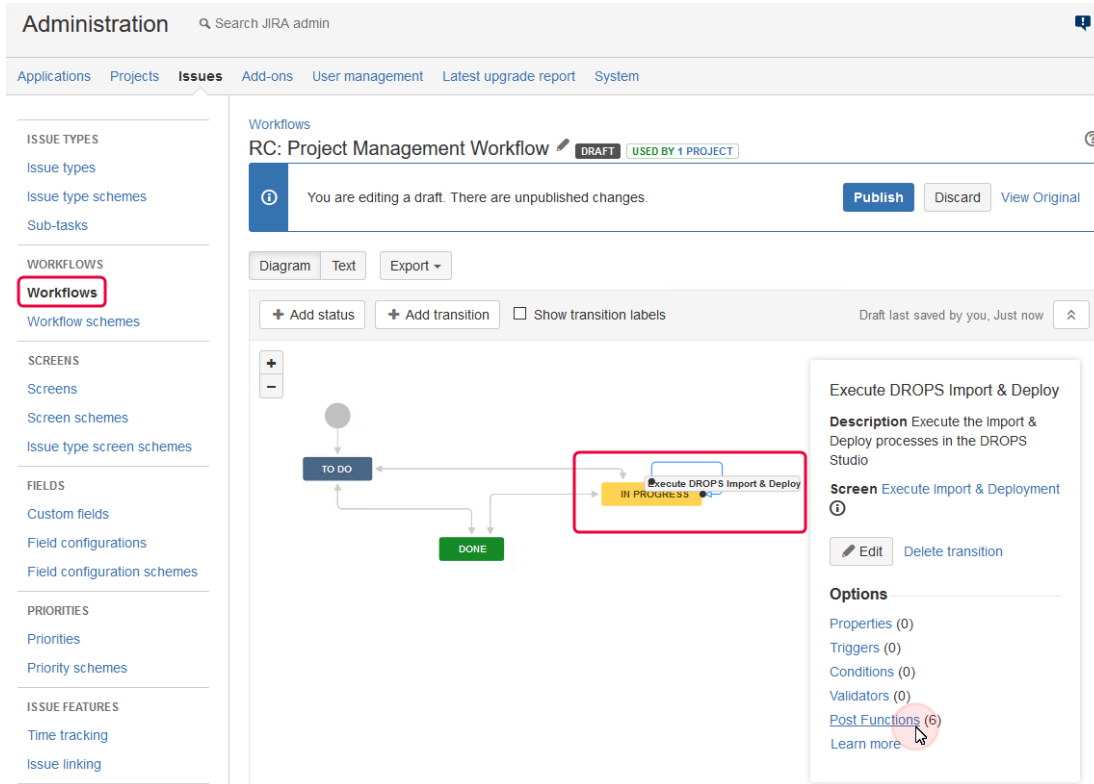 Administration
Search JIRA admin
Applications Projects Issues Add-ons User management Latest upgrade report System
ISSUE TYPES
Issue types
Issue type schemes
Sub-tasks
WORKFLOWS
Workflows
Workflow schemes
SCREENS
Screens
Screen schemes
Issue type screen schemes
FIELDS
Custom fields
Field configurations
Field configuration schemes
PRIORITIES
Priorities
Priority schemes
ISSUE FEATURES
Time tracking
Issue linking
Workflows
RC: Project Management Workflow DRAFT USED BY 1 PROJECT
You are editing a draft. There are unpublished changes.
Publish Discard View Original
Diagram Text Export
+ Add status + Add transition Show transition labels
Draft last saved by you, Just now
+
−
TO DO
Execute DROPS Import & Deploy
IN PROGRESS
DONE
Execute DROPS Import & Deploy
Description Execute the Import &
Deploy processes in the DROPS
Studio
Screen Execute Import & Deployment
Edit Delete transition
Options
Properties (0)
Triggers (0)
Conditions (0)
Validators (0)
Post Functions (6)
Learn more